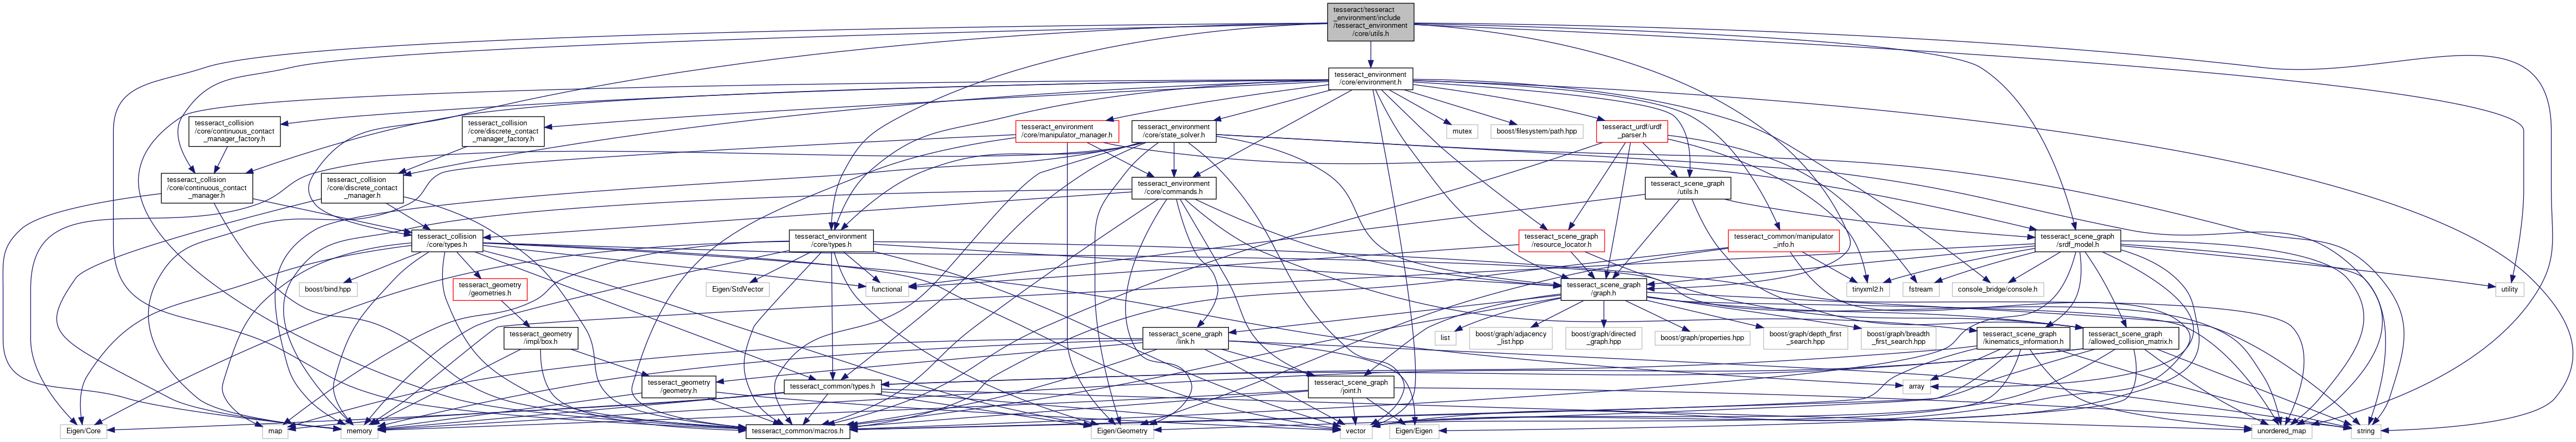 tesseract/tesseract
_environment/include
/tesseract_environment
/core/utils.h
tesseract_environment
/core/environment.h
tesseract_collision
/core/continuous_contact
_manager_factory.h
tesseract_collision
/core/discrete_contact
_manager_factory.h
tesseract_environment
/core/manipulator_manager.h
tesseract_environment
/core/state_solver.h
mutex
boost/filesystem/path.hpp
tesseract_urdf/urdf
_parser.h
tesseract_collision
/core/continuous_contact
_manager.h
tesseract_collision
/core/discrete_contact
_manager.h
tesseract_environment
/core/commands.h
tesseract_scene_graph
/utils.h
tesseract_collision
/core/types.h
tesseract_environment
/core/types.h
tesseract_scene_graph
/resource_locator.h
tesseract_common/manipulator
_info.h
tesseract_scene_graph
/srdf_model.h
boost/bind.hpp
tesseract_geometry
/geometries.h
Eigen/StdVector
functional
tesseract_scene_graph
/graph.h
tinyxml2.h
fstream
console_bridge/console.h
utility
tesseract_geometry
/impl/box.h
tesseract_scene_graph
/link.h
list
boost/graph/adjacency
_list.hpp
boost/graph/directed
_graph.hpp
boost/graph/properties.hpp
boost/graph/depth_first
_search.hpp
boost/graph/breadth
_first_search.hpp
tesseract_scene_graph
/kinematics_information.h
tesseract_scene_graph
/allowed_collision_matrix.h
tesseract_geometry
/geometry.h
tesseract_common/types.h
tesseract_scene_graph
/joint.h
array
Eigen/Core
map
memory
tesseract_common/macros.h
Eigen/Geometry
vector
Eigen/Eigen
unordered_map
string